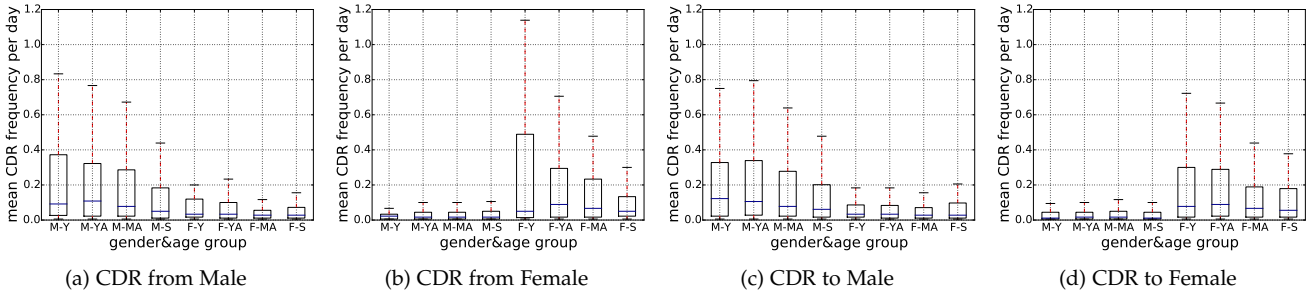 mean CDR frequency per day
1.2
1.0
0.8
0.6
0.4
0.2
0.0
M-Y M-YA M-MA M-S F-Y F-YA F-MA F-S
gender&age group
(a) CDR from Male
mean CDR frequency per day
1.2
1.0
0.8
0.6
0.4
0.2
0.0
M-Y M-YA M-MA M-S F-Y F-YA F-MA F-S
gender&age group
(b) CDR from Female
mean CDR frequency per day
1.2
1.0
0.8
0.6
0.4
0.2
0.0
M-Y M-YA M-MA M-S F-Y F-YA F-MA F-S
gender&age group
(c) CDR to Male
mean CDR frequency per day
1.2
1.0
0.8
0.6
0.4
0.2
0.0
M-Y M-YA M-MA M-S F-Y F-YA F-MA F-S
gender&age group
(d) CDR to Female